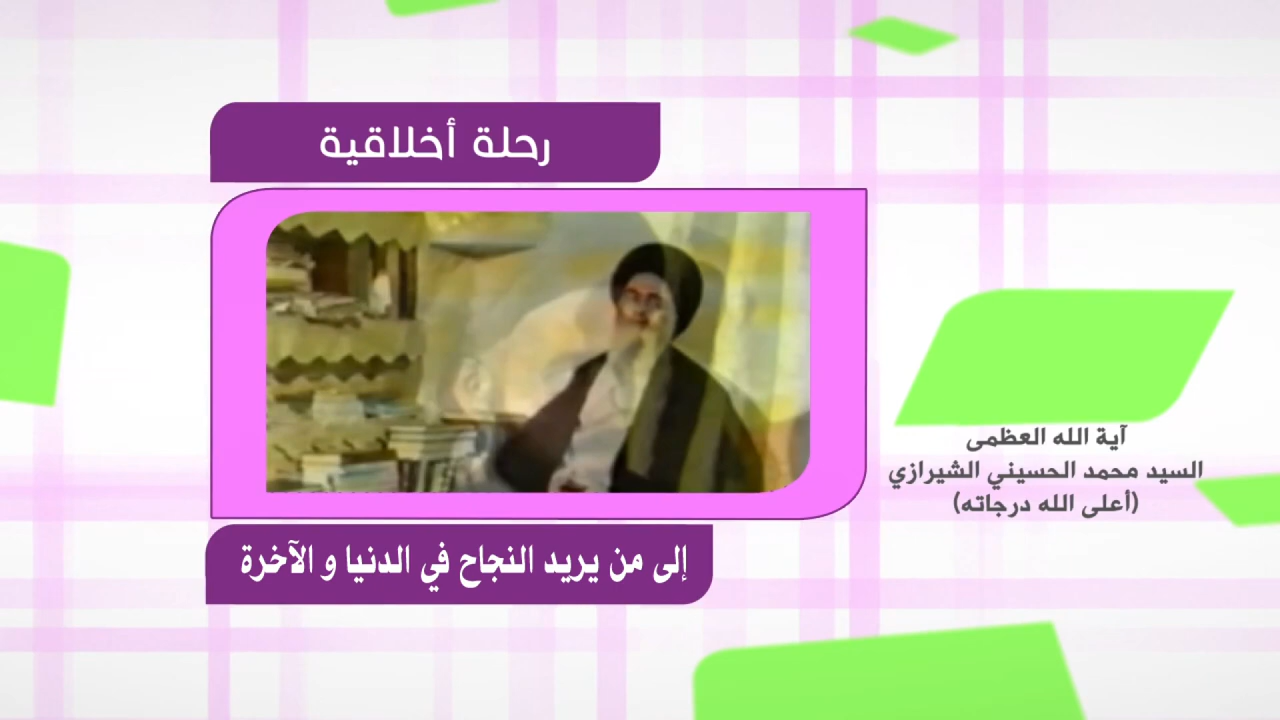 رحلة أخلاقية
آية الله العظمى
السيد محمد الحسيني الشيرازي
(أعلى الله درجاته)
إلى من يريد النجاح في الدنيا و الآخرة